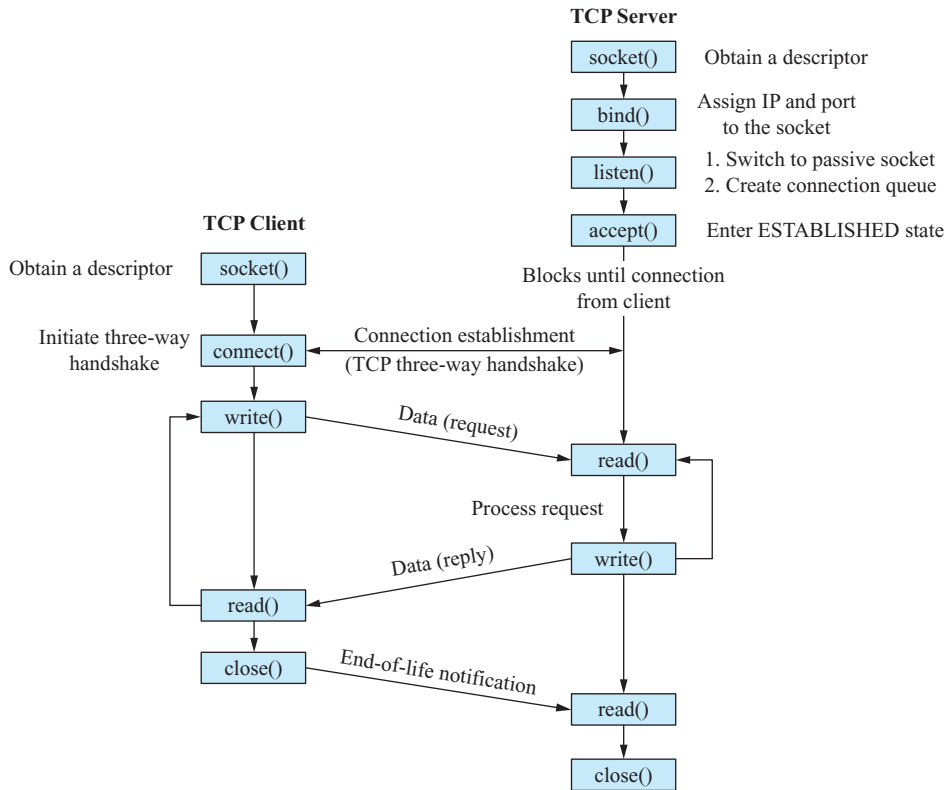 TCP Server
socket()
Obtain a descriptor
bind()
Assign IP and port
to the socket
listen()
1. Switch to passive socket
2. Create connection queue
TCP Client
accept()
Enter ESTABLISHED state
Obtain a descriptor
socket()
Blocks until connection
from client
Initiate three-way
handshake
connect()
Connection establishment
(TCP three-way handshake)
write()
Data (request)
read()
Process request
Data (reply)
write()
read()
close()
End-of-life notification
read()
close()